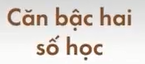 Căn bậc hai
số học